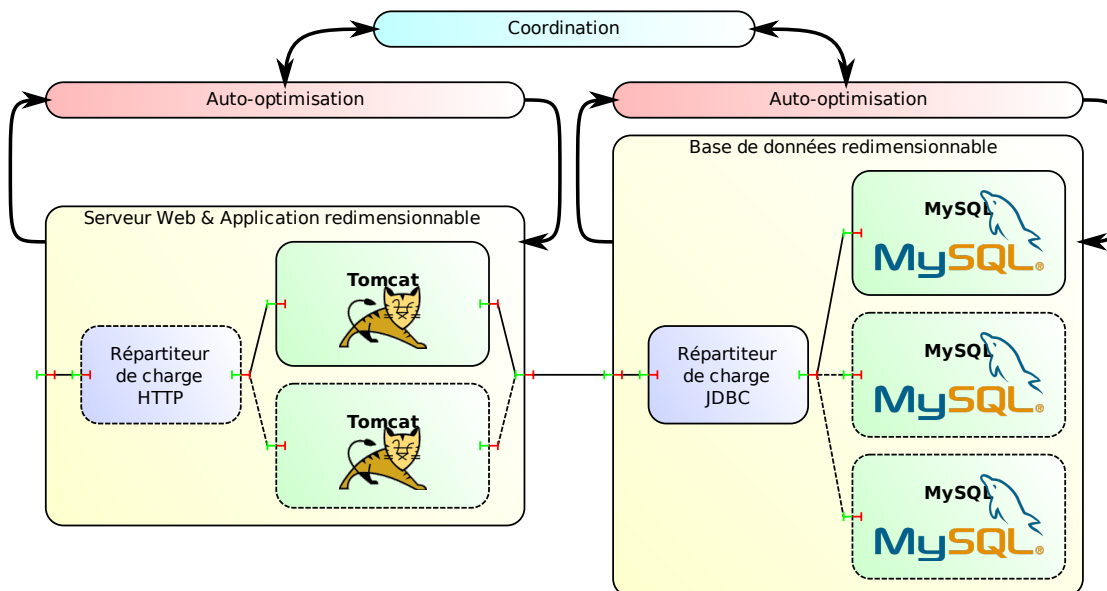 Coordination
Auto-optimisation
Auto-optimisation
Serveur Web & Application redimensionnable
Répartiteur
de charge
HTTP
Tomcat
Tomcat
Base de données redimensionnable
Répartiteur
de charge
JDBC
MySQL
MySQL®
MySQL
MySQL®
MySQL
MySQL®